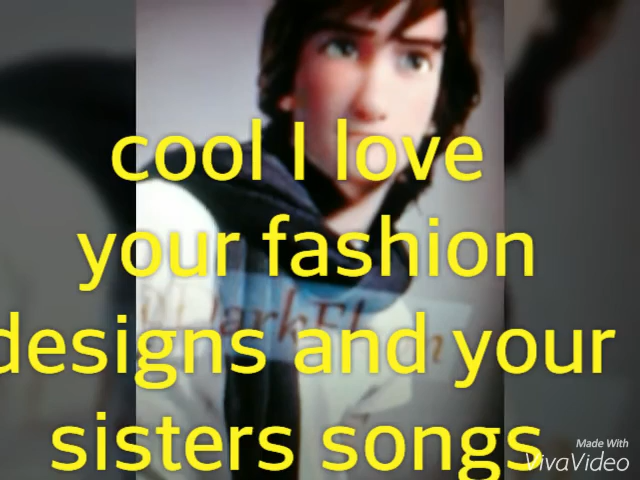 cool I love
your fashion
designs and your
sisters songs
Made With
VivaVideo